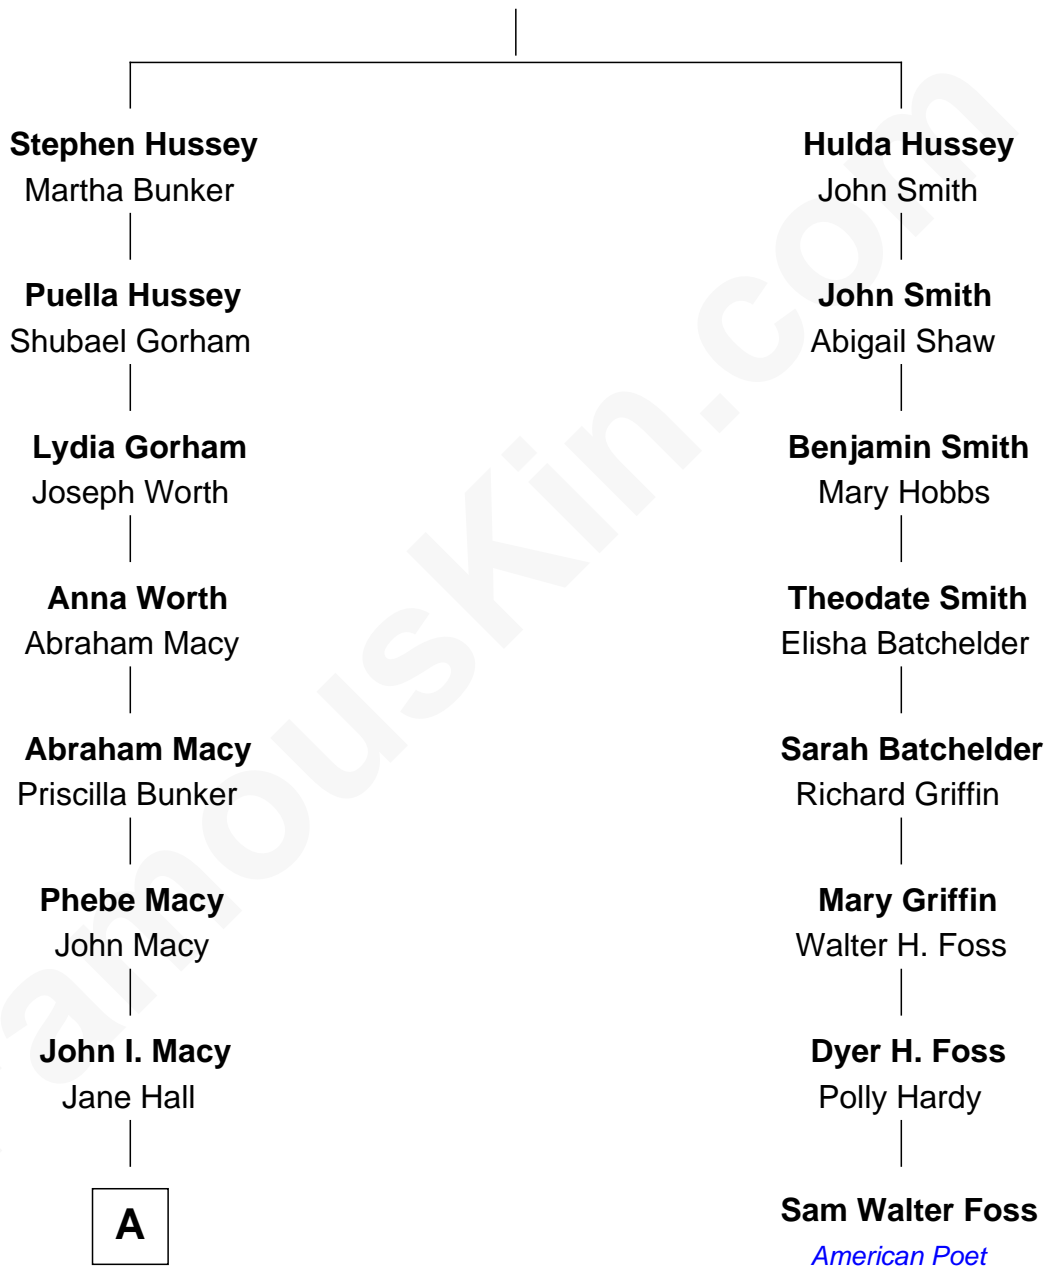 Stephen Hussey
Martha Bunker
Puella Hussey
Shubael Gorham
Lydia Gorham
Joseph Worth
Anna Worth
Abraham Macy
Abraham Macy
Priscilla Bunker
Phebe Macy
John Macy
John I. Macy
Jane Hall
A
Hulda Hussey
John Smith
John Smith
Abigail Shaw
Benjamin Smith
Mary Hobbs
Theodate Smith
Elisha Batchelder
Sarah Batchelder
Richard Griffin
Mary Griffin
Walter H. Foss
Dyer H. Foss
Polly Hardy
Sam Walter Foss
American Poet
amousKin.com